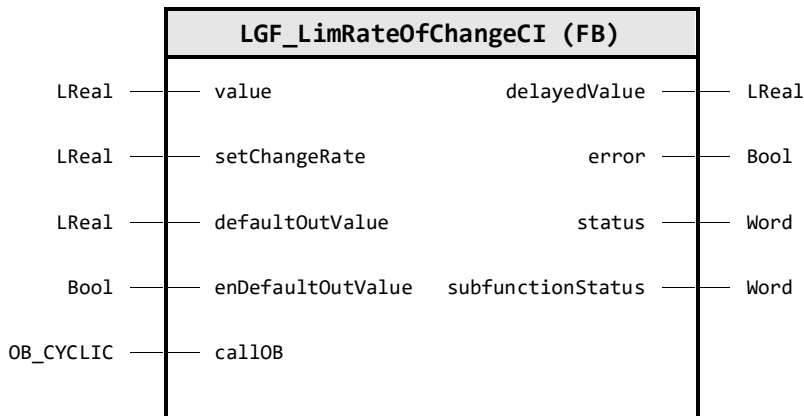 LGF_LimRateOfChangeCI (FB)
LReal value delayedValue LReal
LReal setChangeRate error Bool
LReal defaultOutValue status Word
Bool enDefaultOutValue subfunctionStatus Word
OB_CYCLIC callOB